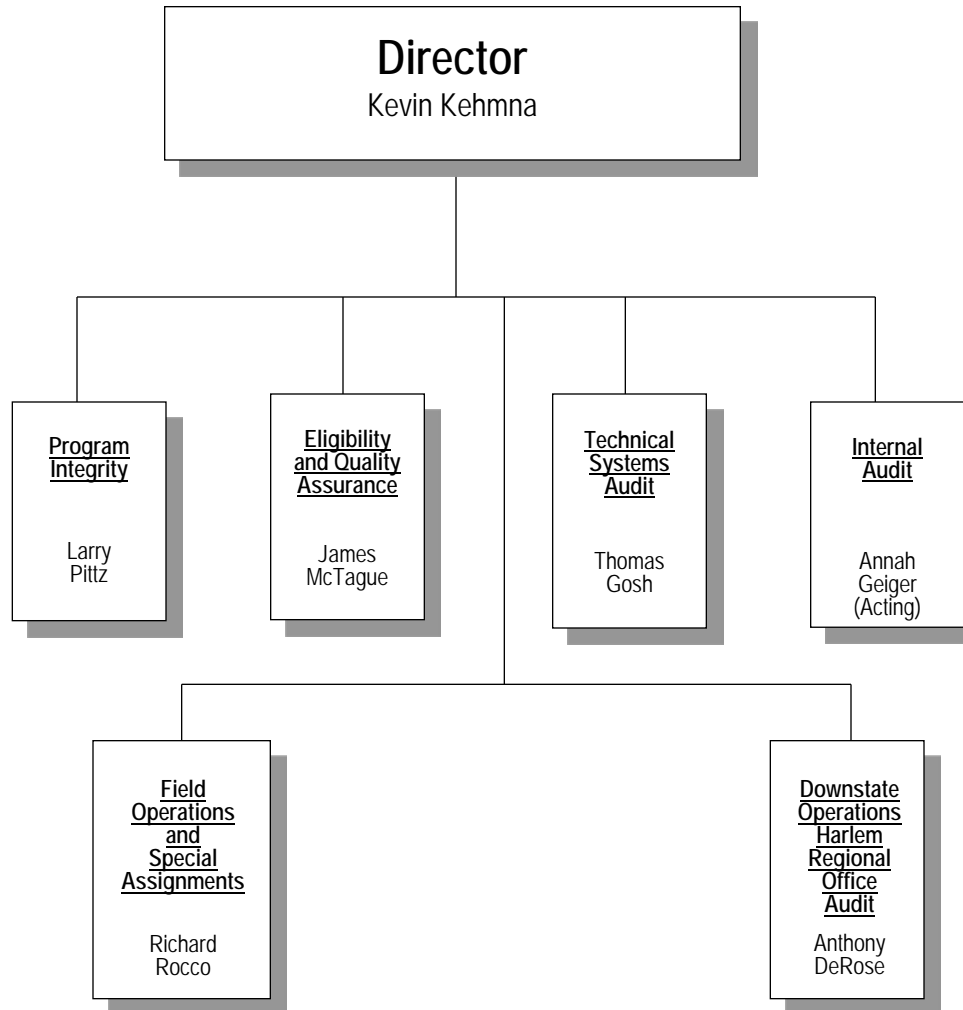 Director
Kevin Kehmna
Program
Integrity
Larry
Pittz
Eligibility
and Quality
Assurance
James
McTague
Technical
Systems
Audit
Thomas
Gosh
Internal
Audit
Annah
Geiger
(Acting)
Field
Operations
and
Special
Assignments
Richard
Rocco
Downstate
Operations
Harlem
Regional
Office
Audit
Anthony
DeRose